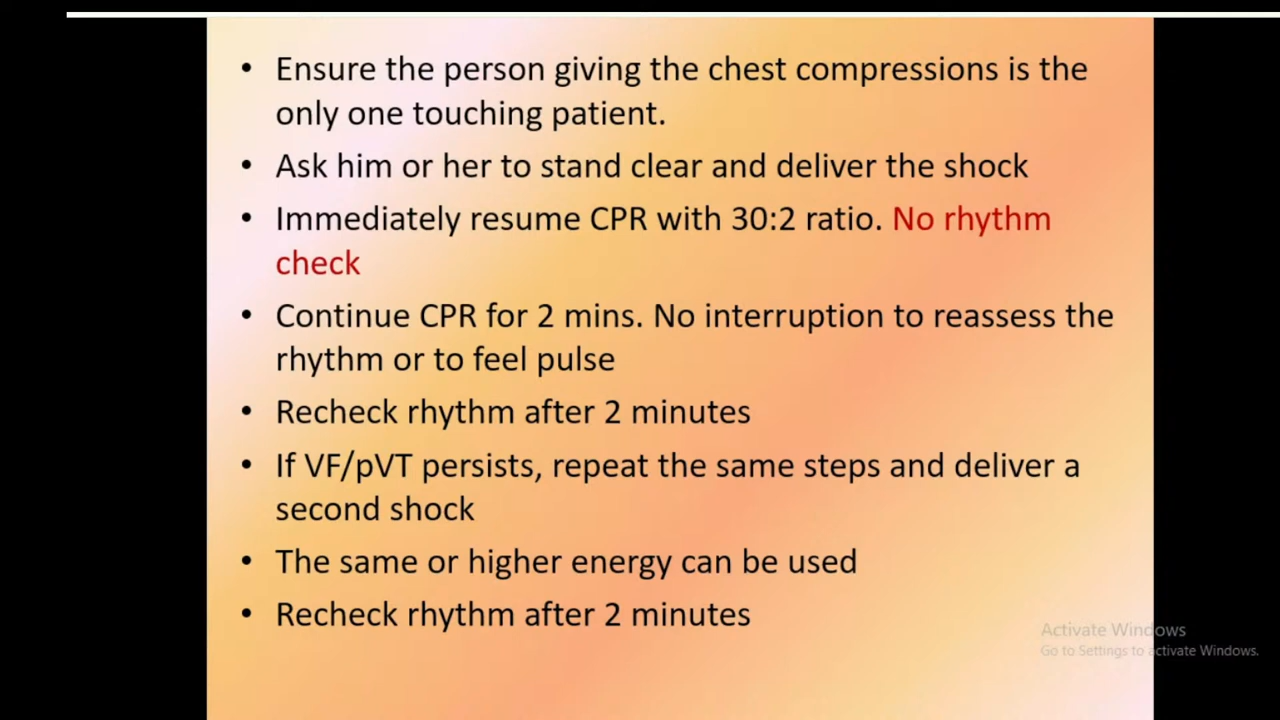 • Ensure the person giving the chest compressions is the
only one touching patient.
• Ask him or her to stand clear and deliver the shock
• Immediately resume CPR with 30:2 ratio. No rhythm
check
• Continue CPR for 2 mins. No interruption to reassess the
rhythm or to feel pulse
• Recheck rhythm after 2 minutes
• If VF/pVT persists, repeat the same steps and deliver a
second shock
• The same or higher energy can be used
• Recheck rhythm after 2 minutes
Activate Windows
Go to Settings to activate Windows.